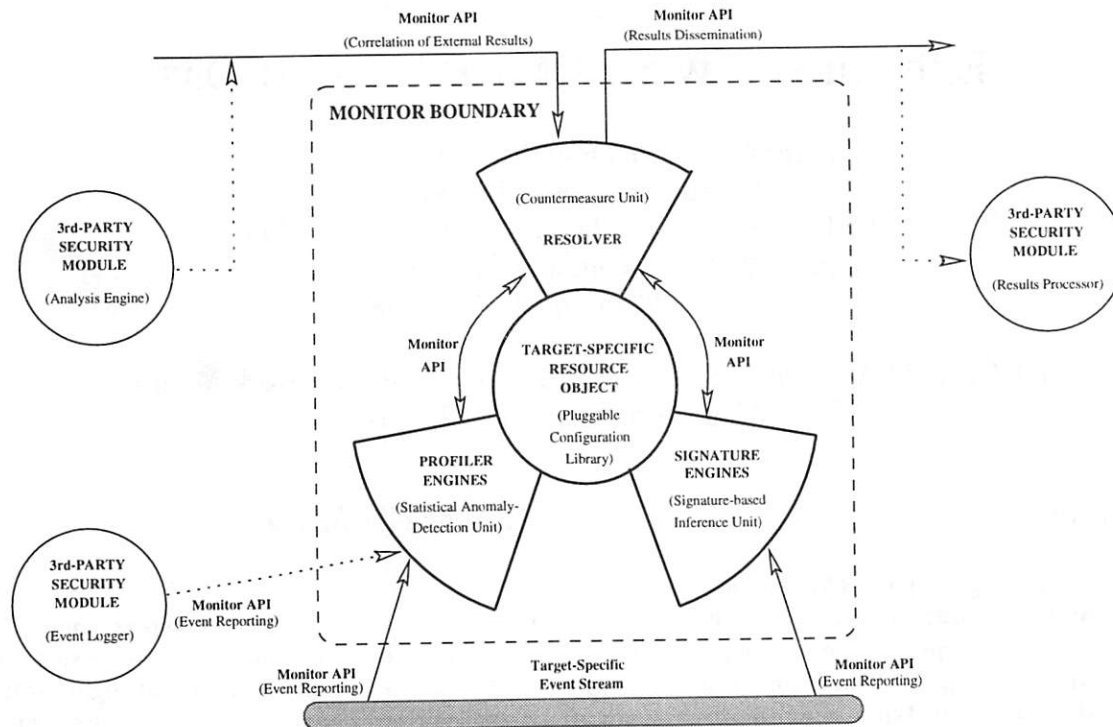 Monitor API
(Correlation of External Results)
Monitor API
(Results Dissemination)
MONITOR BOUNDARY
(Countermeasure Unit)
RESOLVER
3rd-PARTY
SECURITY
MODULE
(Analysis Engine)
3rd-PARTY
SECURITY
MODULE
(Results Processor)
Monitor
API
TARGET-SPECIFIC
RESOURCE
OBJECT
(Pluggable
Configuration
Library)
Monitor
API
PROFILER
ENGINES
(Statistical Anomaly-
Detection Unit)
SIGNATURE
ENGINES
(Signature-based
Inference Unit)
3rd-PARTY
SECURITY
MODULE
(Event Logger)
Monitor API
(Event Reporting)
Monitor API
(Event Reporting)
Target-Specific
Event Stream
Monitor API
(Event Reporting)